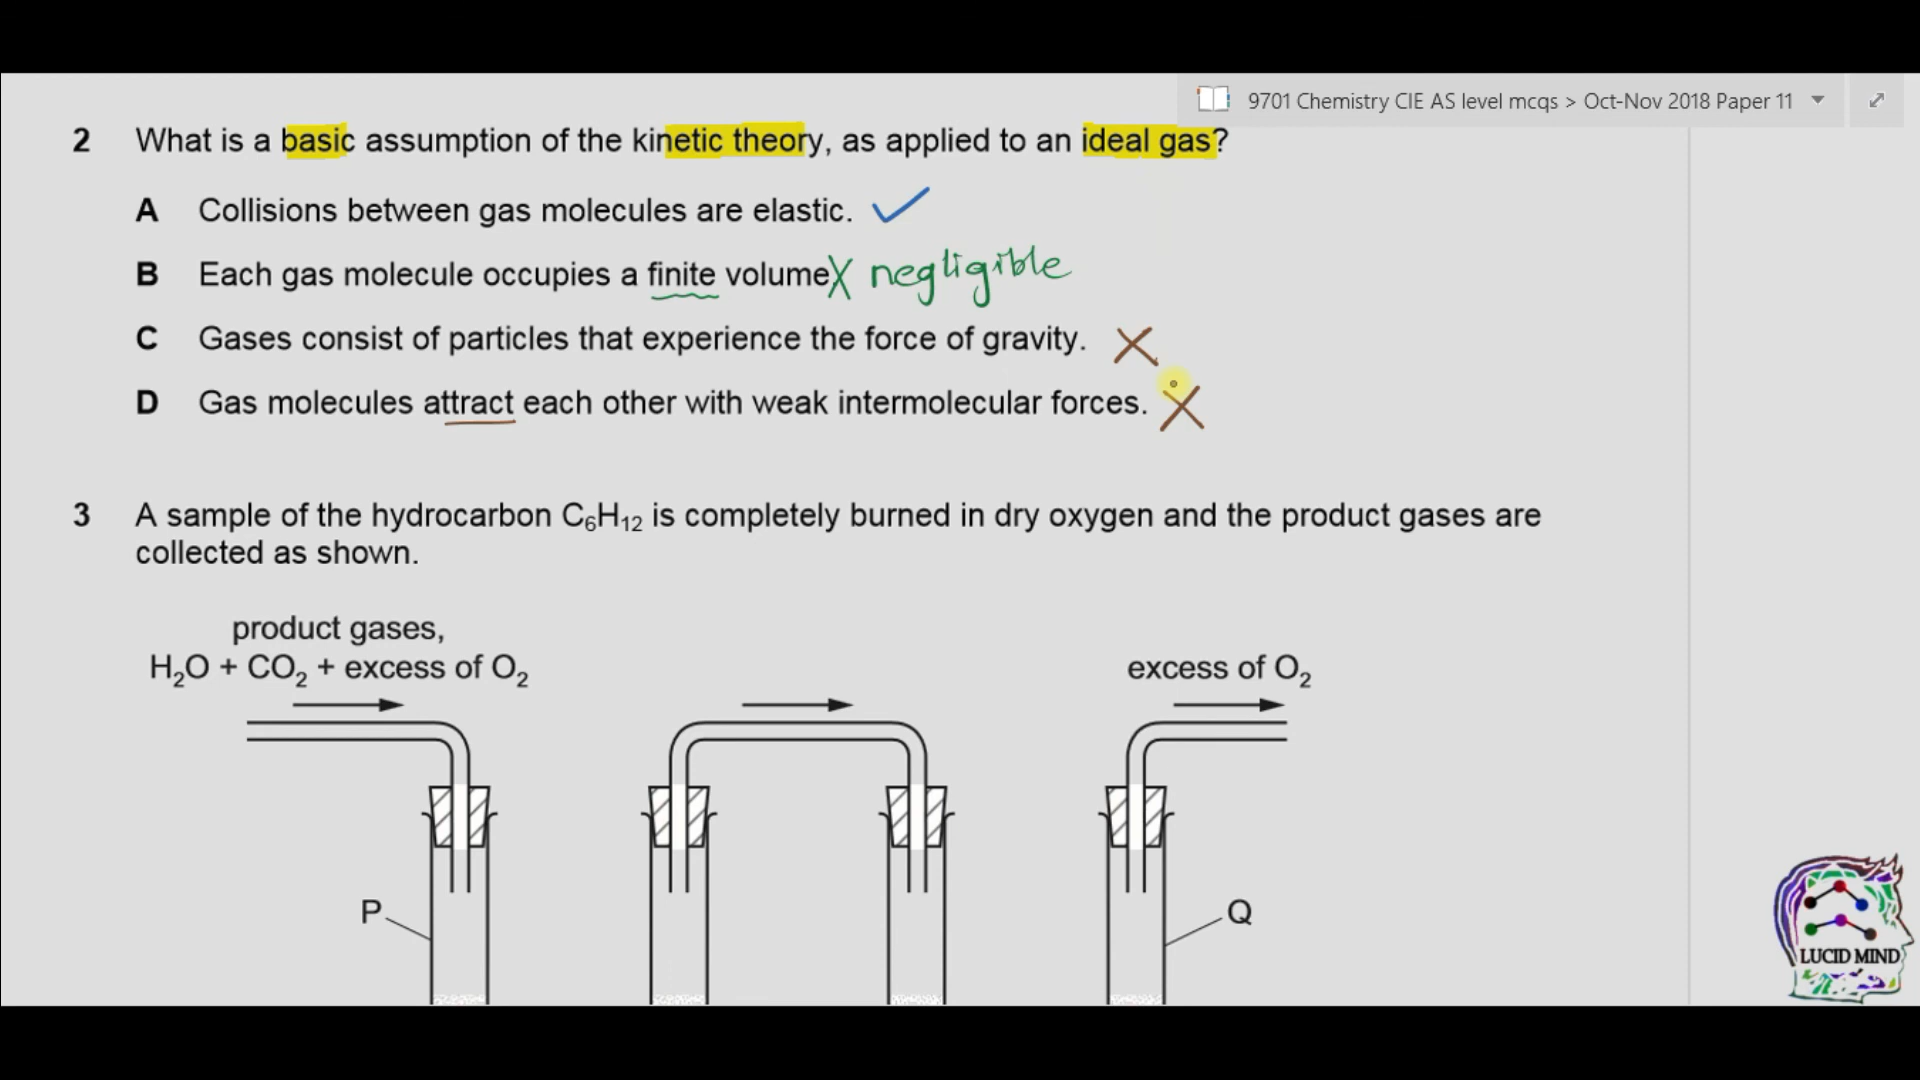 9701 Chemistry CIE AS level mcqs > Oct-Nov 2018 Paper 11
2 What is a basic assumption of the kinetic theory, as applied to an ideal gas?
A Collisions between gas molecules are elastic.
B Each gas molecule occupies a finite volume. X negligible
C Gases consist of particles that experience the force of gravity.
D Gas molecules attract each other with weak intermolecular forces.
3 A sample of the hydrocarbon C₆H₁₂ is completely burned in dry oxygen and the product gases are
collected as shown.
product gases,
H₂O + CO₂ + excess of O₂
excess of O₂
P
Q
LUCID MIND